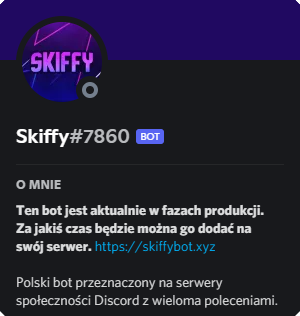 SKIFFY
Skiffy#7860 BOT
O MNIE
Ten bot jest aktualnie w fazach produkcji.
Za jakiś czas będzie można go dodać na
swój serwer. https://skiffybot.xyz
Polski bot przeznaczony na serwery
społeczności Discord z wieloma poleceniami.